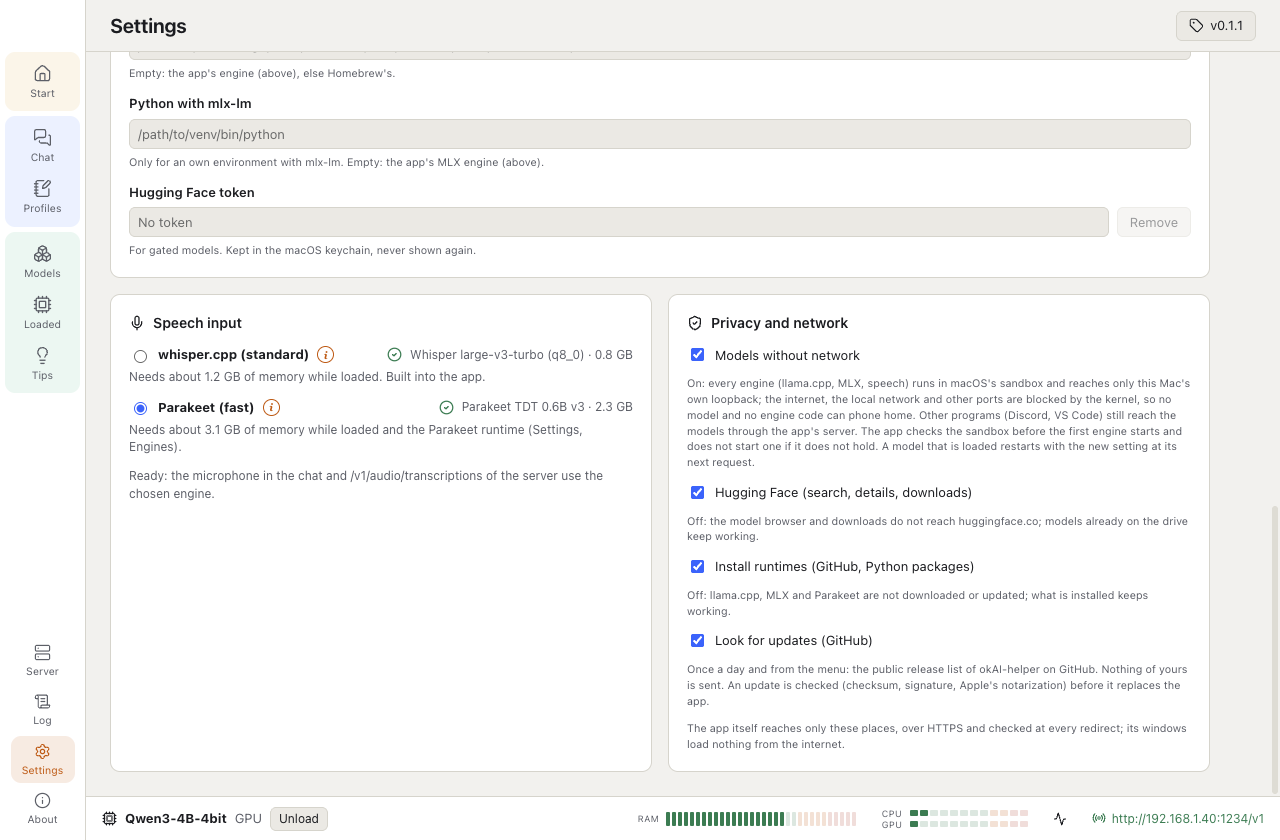 Settings
v0.1.1
Start
Chat
Profiles
Models
Loaded
Tips
Server
Log
Settings
About
Empty: the app's engine (above), else Homebrew's.
Python with mlx-lm
/path/to/venv/bin/python
Only for an own environment with mlx-lm. Empty: the app's MLX engine (above).
Hugging Face token
No token
Remove
For gated models. Kept in the macOS keychain, never shown again.
Speech input
whisper.cpp (standard)
Whisper large-v3-turbo (q8_0) · 0.8 GB
Needs about 1.2 GB of memory while loaded. Built into the app.
Parakeet (fast)
Parakeet TDT 0.6B v3 · 2.3 GB
Needs about 3.1 GB of memory while loaded and the Parakeet runtime (Settings,
Engines).
Ready: the microphone in the chat and /v1/audio/transcriptions of the server use the
chosen engine.
Privacy and network
Models without network
On: every engine (llama.cpp, MLX, speech) runs in macOS's sandbox and reaches only this Mac's
own loopback; the internet, the local network and other ports are blocked by the kernel, so no
model and no engine code can phone home. Other programs (Discord, VS Code) still reach the
models through the app's server. The app checks the sandbox before the first engine starts and
does not start one if it does not hold. A model that is loaded restarts with the new setting at its
next request.
Hugging Face (search, details, downloads)
Off: the model browser and downloads do not reach huggingface.co; models already on the drive
keep working.
Install runtimes (GitHub, Python packages)
Off: llama.cpp, MLX and Parakeet are not downloaded or updated; what is installed keeps
working.
Look for updates (GitHub)
Once a day and from the menu: the public release list of okAI-helper on GitHub. Nothing of yours
is sent. An update is checked (checksum, signature, Apple's notarization) before it replaces the
app.
The app itself reaches only these places, over HTTPS and checked at every redirect; its windows
load nothing from the internet.
Qwen3-4B-4bit GPU Unload
RAM
CPU
GPU
http://192.168.1.40:1234/v1